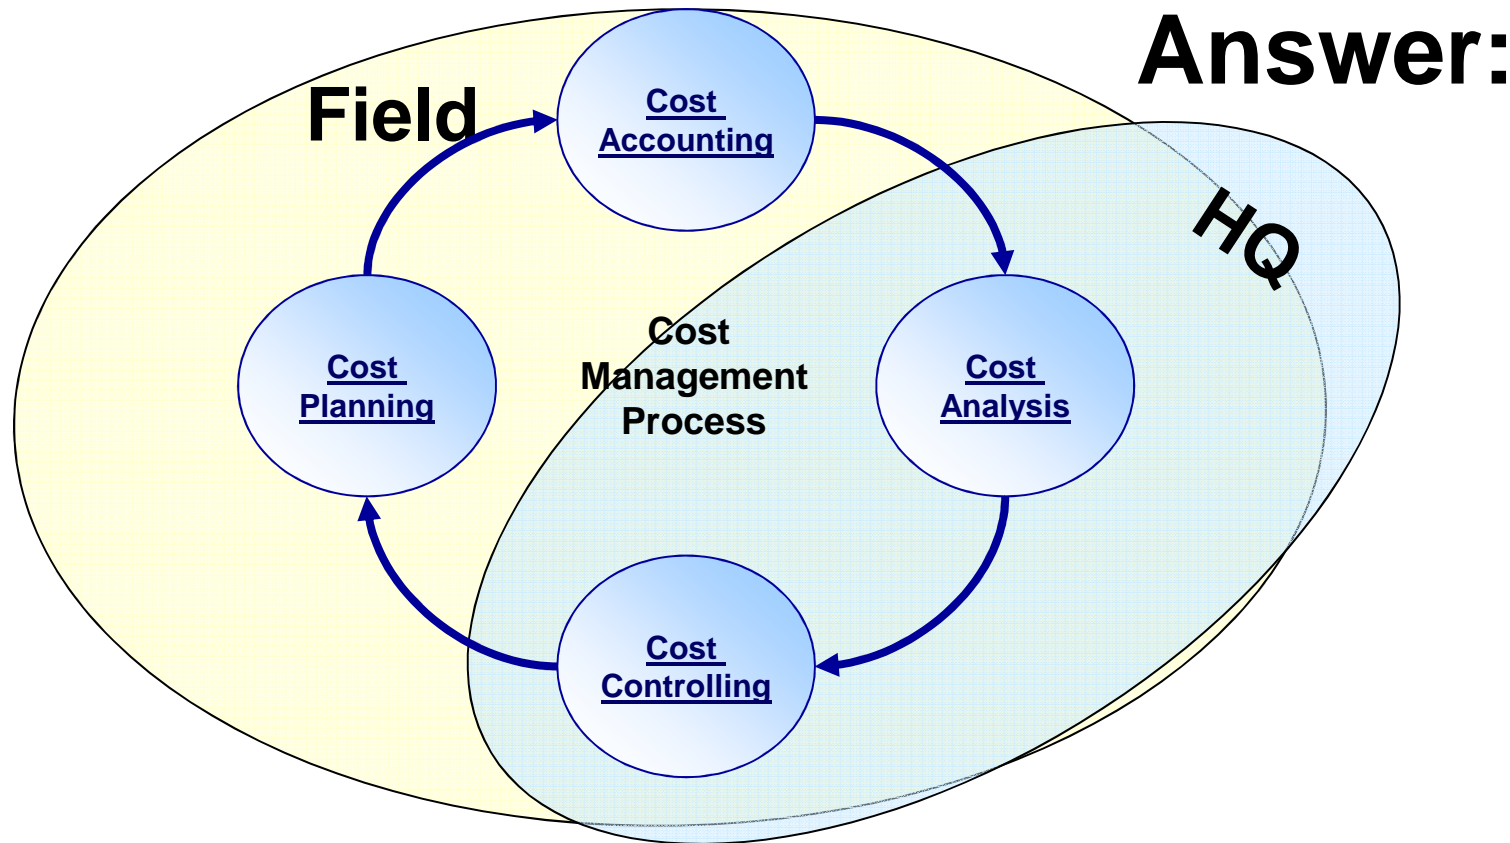 Answer:
Field
Cost
Accounting
HQ
Cost
Management
Process
Cost
Planning
Cost
Analysis
Cost
Controlling